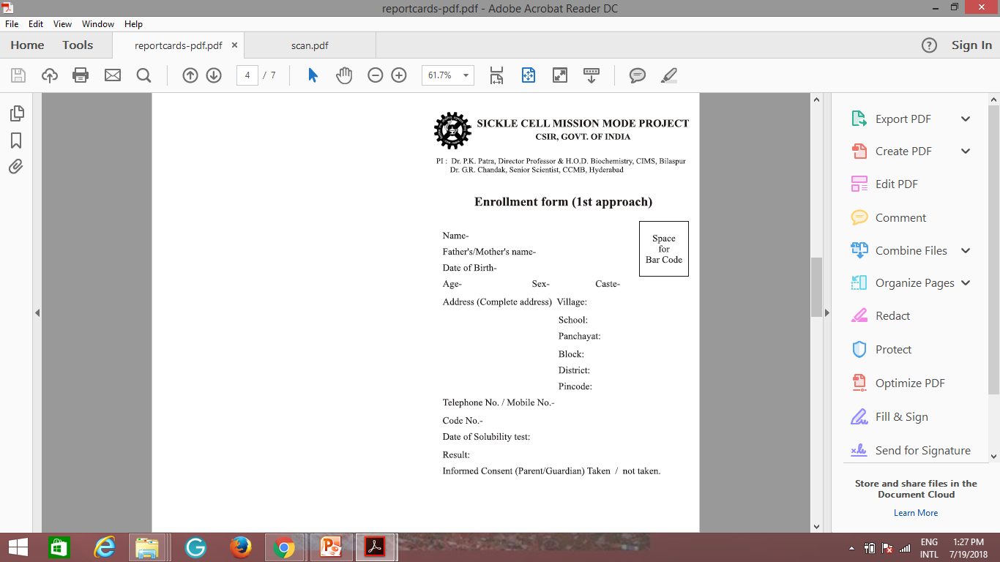 reportcards-pdf.pdf - Adobe Acrobat Reader DC
File Edit View Window Help
Home Tools reportcards-pdf.pdf × scan.pdf ? Sign In
4 / 7 61.7%
SICKLE CELL MISSION MODE PROJECT
CSIR, GOVT. OF INDIA
PI : Dr. P.K. Patra, Director Professor & H.O.D. Biochemistry, CIMS, Bilaspur
Dr. G.R. Chandak, Senior Scientist, CCMB, Hyderabad
Enrollment form (1st approach)
Space
for
Bar Code
Name-
Father's/Mother's name-
Date of Birth-
Age- Sex- Caste-
Address (Complete address) Village:
School:
Panchayat:
Block:
District:
Pincode:
Telephone No. / Mobile No.-
Code No.-
Date of Solubility test:
Result:
Informed Consent (Parent/Guardian) Taken / not taken.
Export PDF
Create PDF
Edit PDF
Comment
Combine Files
Organize Pages
Redact
Protect
Optimize PDF
Fill & Sign
Send for Signature
Store and share files in the
Document Cloud
Learn More
ENG 1:27 PM
INTL 7/19/2018